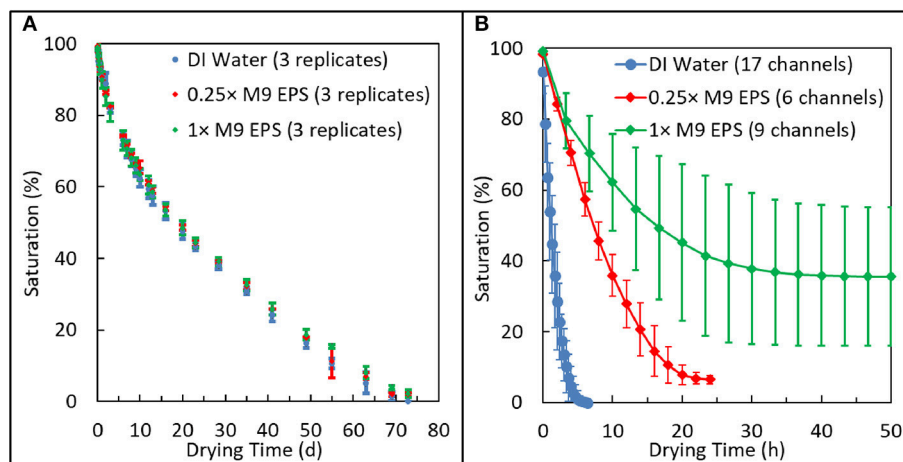 A
DI Water (3 replicates)
0.25× M9 EPS (3 replicates)
1× M9 EPS (3 replicates)
Saturation (%)
100
80
60
40
20
0
0 10 20 30 40 50 60 70 80
Drying Time (d)
B
DI Water (17 channels)
0.25× M9 EPS (6 channels)
1× M9 EPS (9 channels)
Saturation (%)
100
80
60
40
20
0
0 10 20 30 40 50
Drying Time (h)